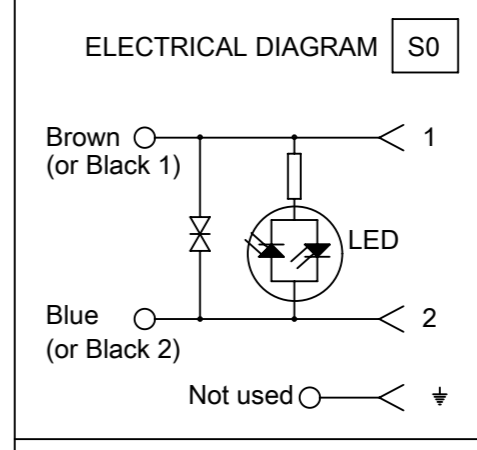 ELECTRICAL DIAGRAM S0
Brown 1
(or Black 1)
LED
Blue 2
(or Black 2)
Not used